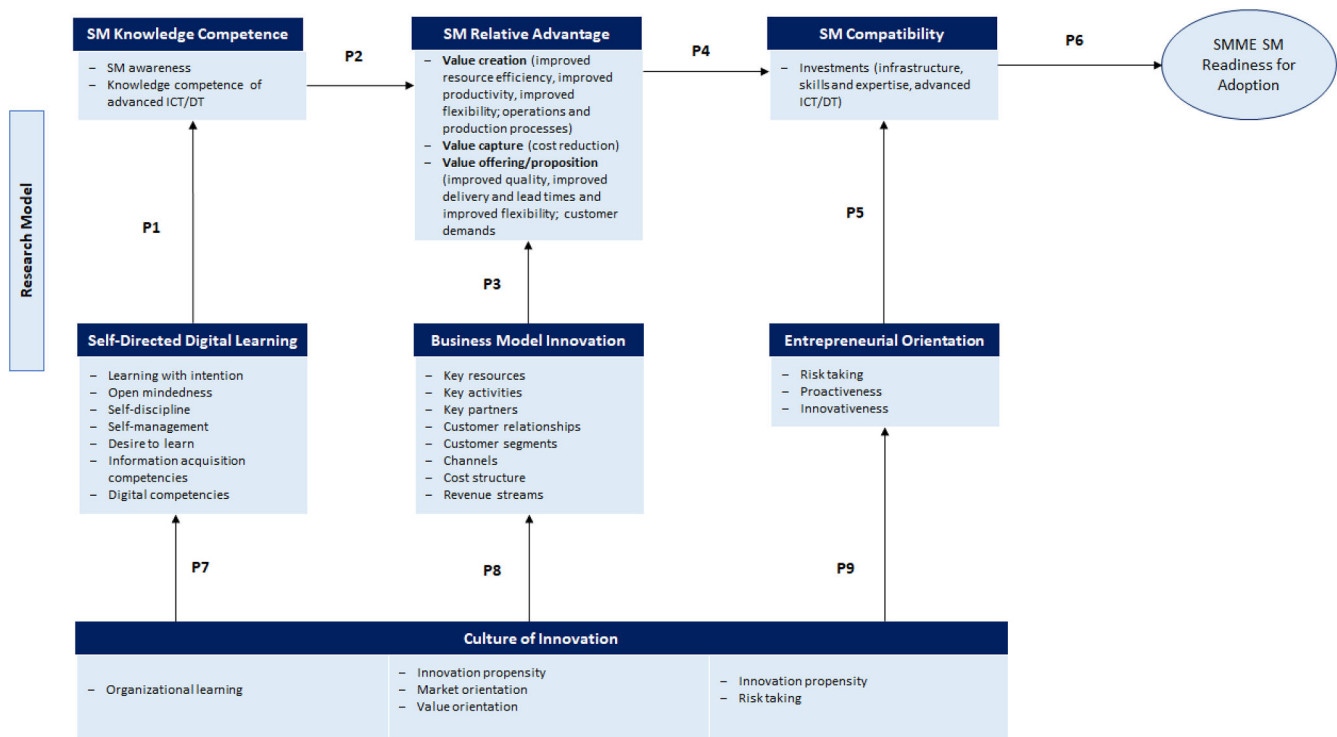 SM Knowledge Competence
– SM awareness
– Knowledge competence of
advanced ICT/DT
P2
SM Relative Advantage
– Value creation (improved
resource efficiency, improved
productivity, improved
flexibility; operations and
production processes)
– Value capture (cost reduction)
– Value offering/proposition
(improved quality, improved
delivery and lead times and
improved flexibility; customer
demands
P4
SM Compatibility
– Investments (infrastructure,
skills and expertise, advanced
ICT/DT)
P6
SMME SM
Readiness for
Adoption
Research Model
P1
P3
P5
Self-Directed Digital Learning
– Learning with intention
– Open mindedness
– Self-discipline
– Self-management
– Desire to learn
– Information acquisition
competencies
– Digital competencies
Business Model Innovation
– Key resources
– Key activities
– Key partners
– Customer relationships
– Customer segments
– Channels
– Cost structure
– Revenue streams
Entrepreneurial Orientation
– Risk taking
– Proactiveness
– Innovativeness
P7
P8
P9
Culture of Innovation
– Organizational learning
– Innovation propensity
– Market orientation
– Value orientation
– Innovation propensity
– Risk taking